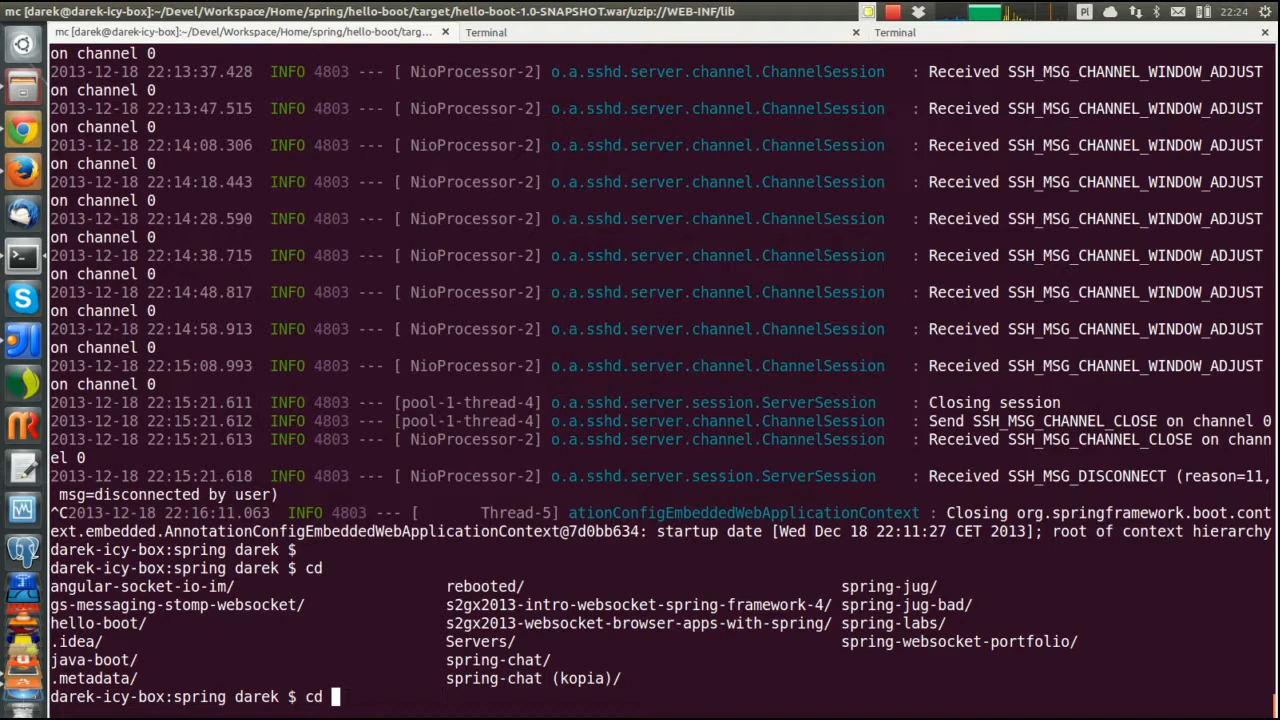 mc [darek@darek-icy-box]:~/Devel/Workspace/Home/spring/hello-boot/target/hello-boot-1.0-SNAPSHOT.war/uzip://WEB-INF/lib
Pl
22:24
mc [darek@darek-icy-box]:~/Devel/Workspace/Home/spring/hello-boot/targ... × Terminal × Terminal ×
on channel 0
2013-12-18 22:13:37.428 INFO 4803 --- [ NioProcessor-2] o.a.sshd.server.channel.ChannelSession : Received SSH_MSG_CHANNEL_WINDOW_ADJUST
on channel 0
2013-12-18 22:13:47.515 INFO 4803 --- [ NioProcessor-2] o.a.sshd.server.channel.ChannelSession : Received SSH_MSG_CHANNEL_WINDOW_ADJUST
on channel 0
2013-12-18 22:14:08.306 INFO 4803 --- [ NioProcessor-2] o.a.sshd.server.channel.ChannelSession : Received SSH_MSG_CHANNEL_WINDOW_ADJUST
on channel 0
2013-12-18 22:14:18.443 INFO 4803 --- [ NioProcessor-2] o.a.sshd.server.channel.ChannelSession : Received SSH_MSG_CHANNEL_WINDOW_ADJUST
on channel 0
2013-12-18 22:14:28.590 INFO 4803 --- [ NioProcessor-2] o.a.sshd.server.channel.ChannelSession : Received SSH_MSG_CHANNEL_WINDOW_ADJUST
on channel 0
2013-12-18 22:14:38.715 INFO 4803 --- [ NioProcessor-2] o.a.sshd.server.channel.ChannelSession : Received SSH_MSG_CHANNEL_WINDOW_ADJUST
on channel 0
2013-12-18 22:14:48.817 INFO 4803 --- [ NioProcessor-2] o.a.sshd.server.channel.ChannelSession : Received SSH_MSG_CHANNEL_WINDOW_ADJUST
on channel 0
2013-12-18 22:14:58.913 INFO 4803 --- [ NioProcessor-2] o.a.sshd.server.channel.ChannelSession : Received SSH_MSG_CHANNEL_WINDOW_ADJUST
on channel 0
2013-12-18 22:15:08.993 INFO 4803 --- [ NioProcessor-2] o.a.sshd.server.channel.ChannelSession : Received SSH_MSG_CHANNEL_WINDOW_ADJUST
on channel 0
2013-12-18 22:15:21.611 INFO 4803 --- [pool-1-thread-4] o.a.sshd.server.session.ServerSession : Closing session
2013-12-18 22:15:21.612 INFO 4803 --- [pool-1-thread-4] o.a.sshd.server.channel.ChannelSession : Send SSH_MSG_CHANNEL_CLOSE on channel 0
2013-12-18 22:15:21.613 INFO 4803 --- [ NioProcessor-2] o.a.sshd.server.channel.ChannelSession : Received SSH_MSG_CHANNEL_CLOSE on chann
el 0
2013-12-18 22:15:21.618 INFO 4803 --- [ NioProcessor-2] o.a.sshd.server.session.ServerSession : Received SSH_MSG_DISCONNECT (reason=11,
msg=disconnected by user)
^C2013-12-18 22:16:11.063 INFO 4803 --- [ Thread-5] ationConfigEmbeddedWebApplicationContext : Closing org.springframework.boot.cont
ext.embedded.AnnotationConfigEmbeddedWebApplicationContext@7d0bb634: startup date [Wed Dec 18 22:11:27 CET 2013]; root of context hierarchy
darek-icy-box:spring darek $
darek-icy-box:spring darek $ cd
angular-socket-io-im/ rebooted/ spring-jug/
gs-messaging-stomp-websocket/ s2gx2013-intro-websocket-spring-framework-4/ spring-jug-bad/
hello-boot/ s2gx2013-websocket-browser-apps-with-spring/ spring-labs/
.idea/ Servers/ spring-websocket-portfolio/
java-boot/ spring-chat/
.metadata/ spring-chat (kopia)/
darek-icy-box:spring darek $ cd